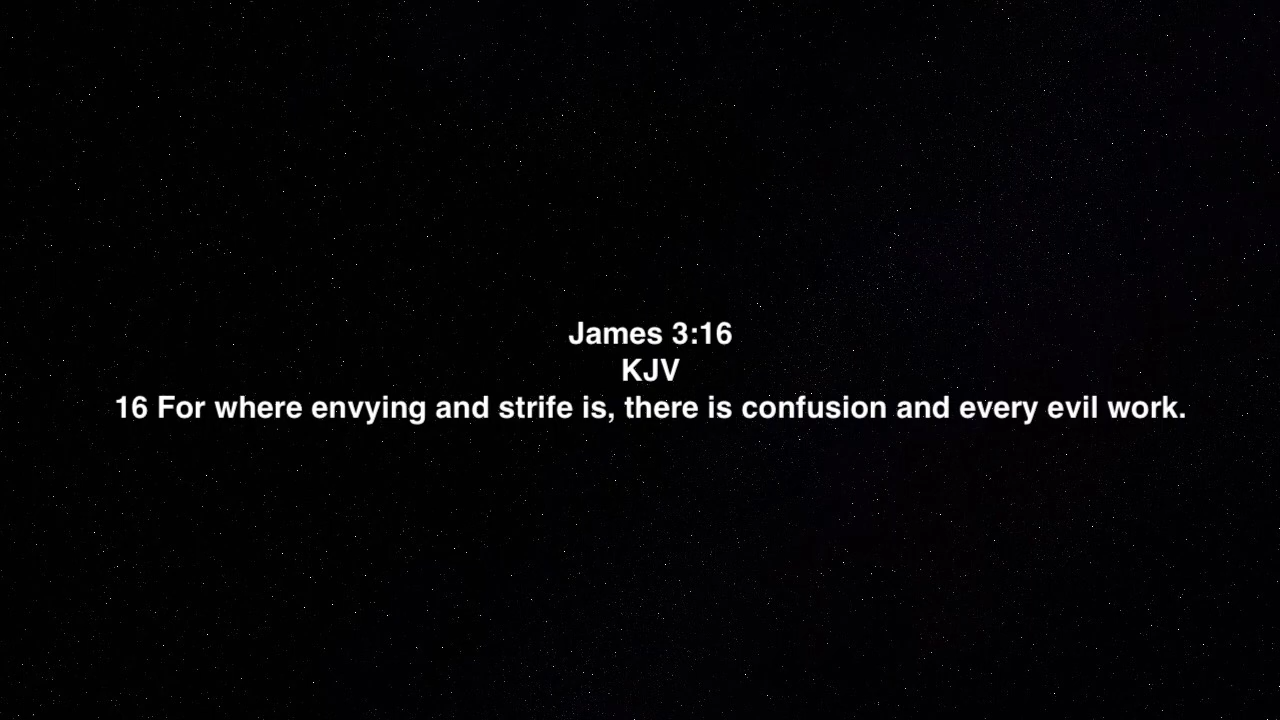 James 3:16
KJV
16 For where envying and strife is, there is confusion and every evil work.